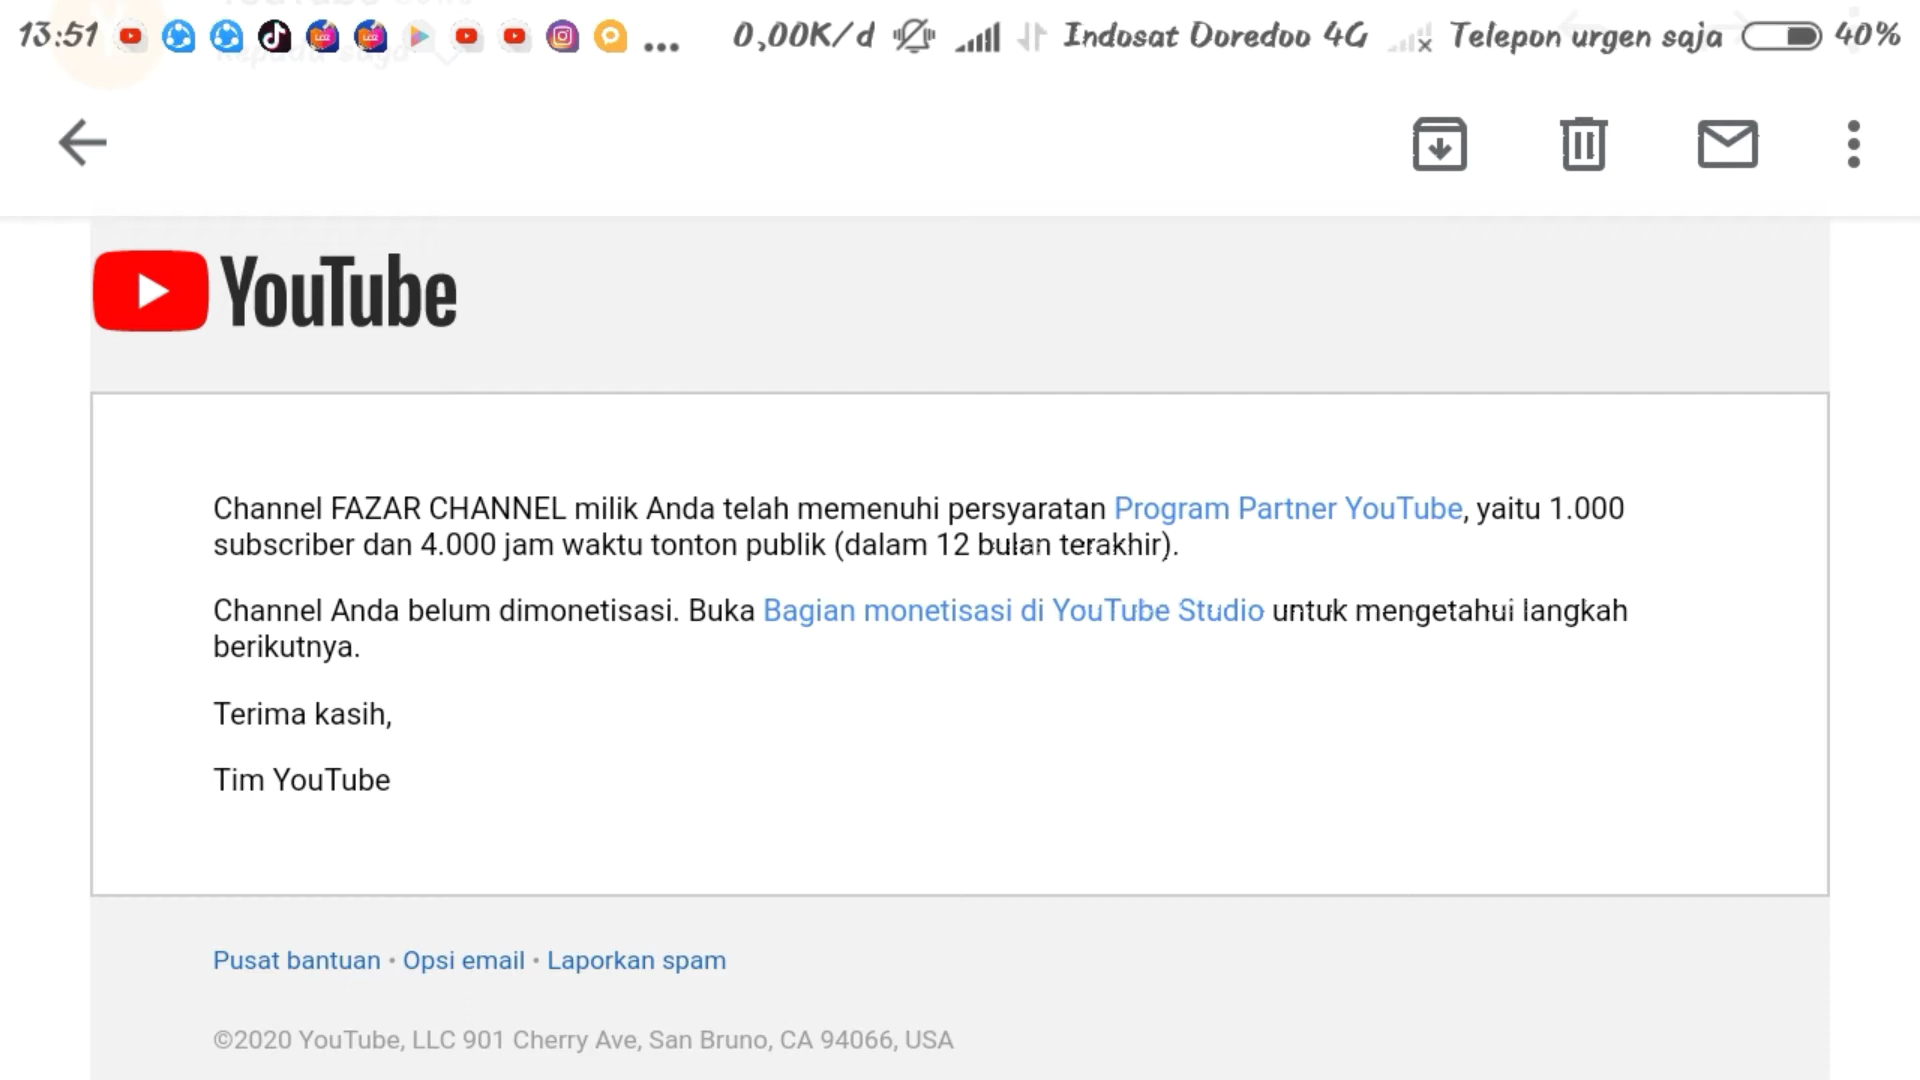 13:51 ... 0,00K/d Indosat Ooredoo 4G Telepon urgen saja 40%
YouTube
Channel FAZAR CHANNEL milik Anda telah memenuhi persyaratan Program Partner YouTube, yaitu 1.000
subscriber dan 4.000 jam waktu tonton publik (dalam 12 bulan terakhir).
Channel Anda belum dimonetisasi. Buka Bagian monetisasi di YouTube Studio untuk mengetahui langkah
berikutnya.
Terima kasih,
Tim YouTube
Pusat bantuan • Opsi email • Laporkan spam
©2020 YouTube, LLC 901 Cherry Ave, San Bruno, CA 94066, USA